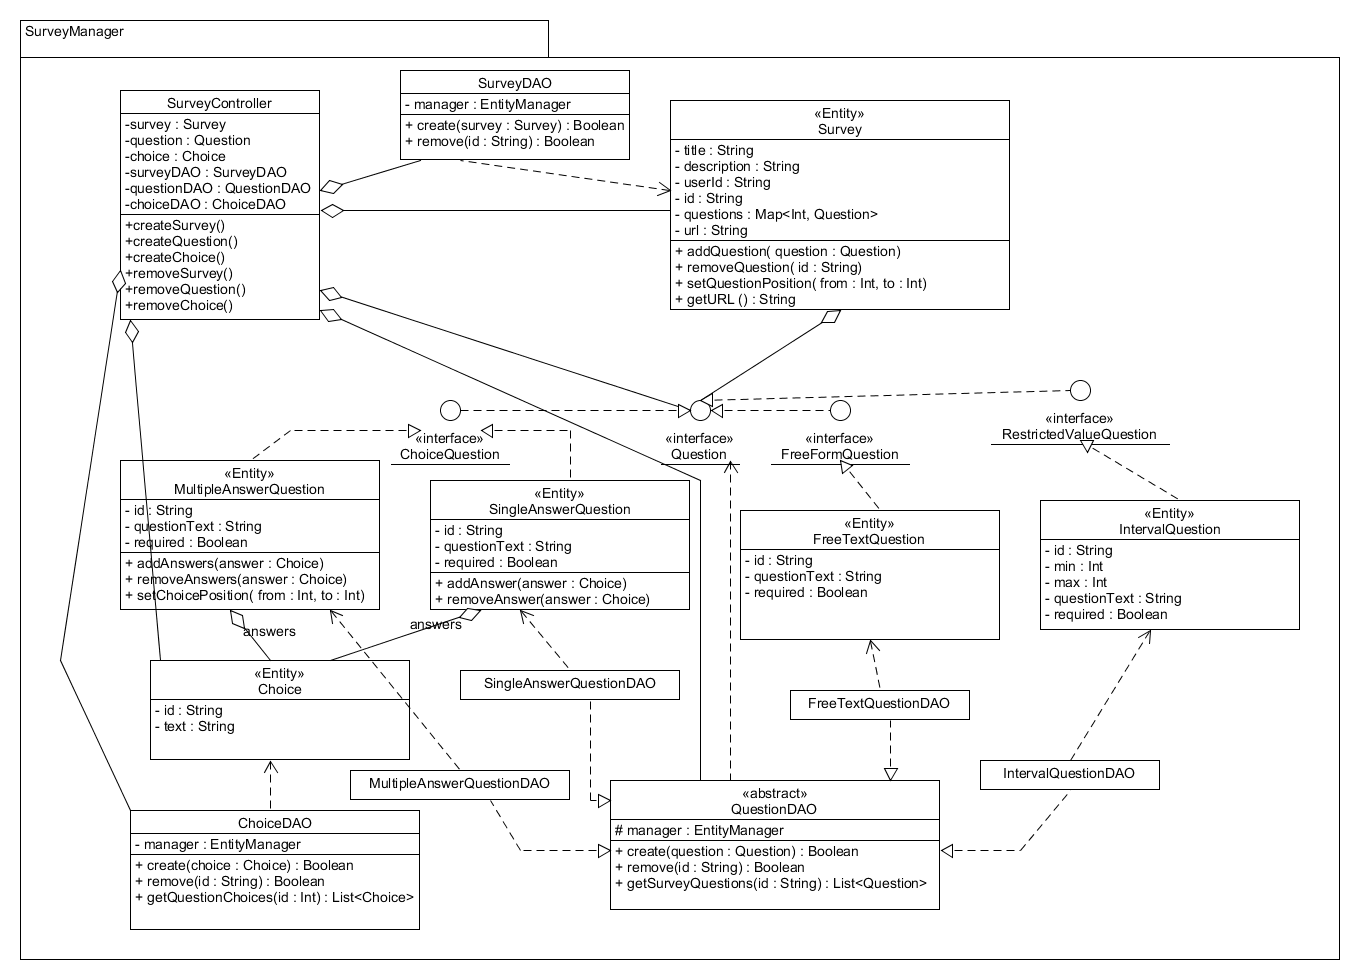 SurveyManager
SurveyController
-survey : Survey
-question : Question
-choice : Choice
-surveyDAO : SurveyDAO
-questionDAO : QuestionDAO
-choiceDAO : ChoiceDAO
+createSurvey()
+createQuestion()
+createChoice()
+removeSurvey()
+removeQuestion()
+removeChoice()
SurveyDAO
- manager : EntityManager
+ create(survey : Survey) : Boolean
+ remove(id : String) : Boolean
«Entity»
Survey
- title : String
- description : String
- userId : String
- id : String
- questions : Map<Int, Question>
- url : String
+ addQuestion( question : Question)
+ removeQuestion( id : String)
+ setQuestionPosition( from : Int, to : Int)
+ getURL () : String
«interface»
ChoiceQuestion
«interface»
Question
«interface»
FreeFormQuestion
«interface»
RestrictedValueQuestion
«Entity»
MultipleAnswerQuestion
- id : String
- questionText : String
- required : Boolean
+ addAnswers(answer : Choice)
+ removeAnswers(answer : Choice)
+ setChoicePosition( from : Int, to : Int)
«Entity»
SingleAnswerQuestion
- id : String
- questionText : String
- required : Boolean
+ addAnswer(answer : Choice)
+ removeAnswer(answer : Choice)
«Entity»
FreeTextQuestion
- id : String
- questionText : String
- required : Boolean
«Entity»
IntervalQuestion
- id : String
- min : Int
- max : Int
- questionText : String
- required : Boolean
answers
answers
«Entity»
Choice
- id : String
- text : String
SingleAnswerQuestionDAO
FreeTextQuestionDAO
MultipleAnswerQuestionDAO
IntervalQuestionDAO
ChoiceDAO
- manager : EntityManager
+ create(choice : Choice) : Boolean
+ remove(id : String) : Boolean
+ getQuestionChoices(id : Int) : List<Choice>
«abstract»
QuestionDAO
# manager : EntityManager
+ create(question : Question) : Boolean
+ remove(id : String) : Boolean
+ getSurveyQuestions(id : String) : List<Question>